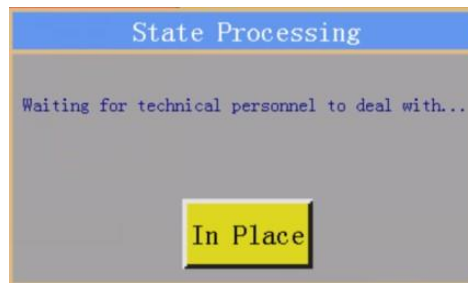 State Processing
Waiting for technical personnel to deal with...
In Place